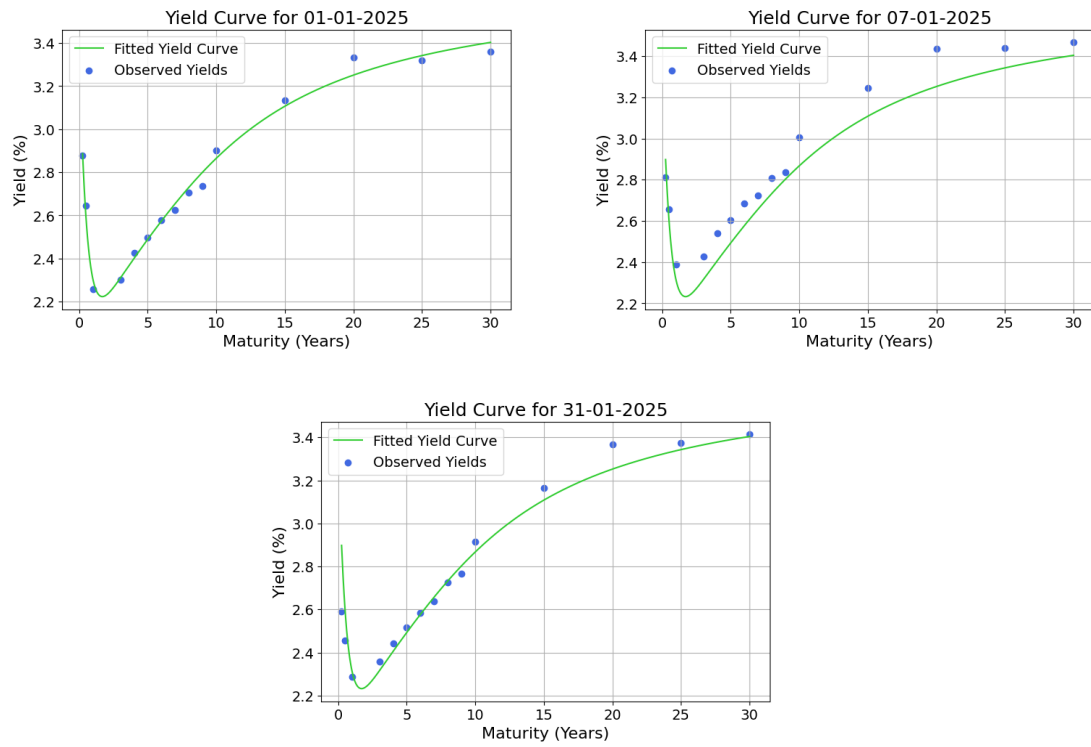 Yield Curve for 01-01-2025
Fitted Yield Curve
Observed Yields
Yield (%)
3.4
3.2
3.0
2.8
2.6
2.4
2.2
0 5 10 15 20 25 30
Maturity (Years)
Yield Curve for 07-01-2025
Fitted Yield Curve
Observed Yields
Yield (%)
3.4
3.2
3.0
2.8
2.6
2.4
2.2
0 5 10 15 20 25 30
Maturity (Years)
Yield Curve for 31-01-2025
Fitted Yield Curve
Observed Yields
Yield (%)
3.4
3.2
3.0
2.8
2.6
2.4
2.2
0 5 10 15 20 25 30
Maturity (Years)